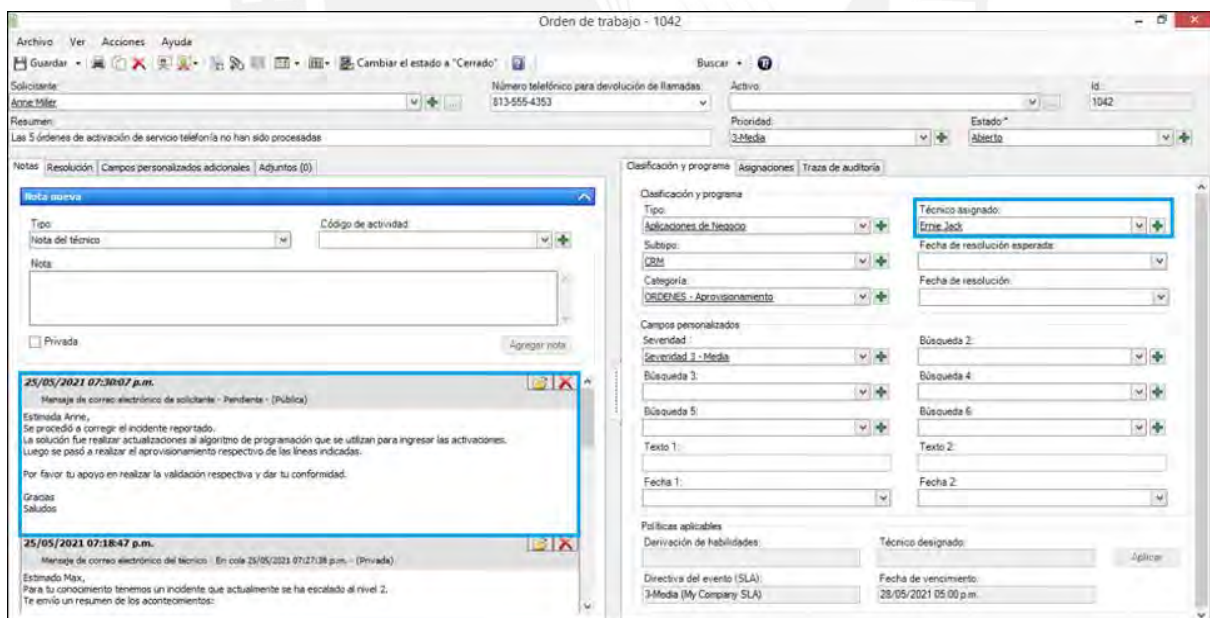 Orden de trabajo - 1042
Archivo Ver Acciones Ayuda
Guardar Cambiar el estado a "Cerrado" Buscar
Solicitante: Número telefónico para devolución de llamadas: Activo: Id.:
Anne Miler 813-555-4353 1042
Resumen: Prioridad: Estado:*
Las 5 órdenes de activación de servicio telefonía no han sido procesadas 3-Media Abierto
Notas Resolución Campos personalizados adicionales Adjuntos (0)
Nota nueva
Tipo: Código de actividad:
Nota del técnico
Nota:
Privada Agregar nota
25/05/2021 07:30:07 p.m.
Mensaje de correo electrónico de solicitante - Pendiente - (Pública)
Estimada Anne,
Se procedió a corregir el incidente reportado.
La solución fue realizar actualizaciones al algoritmo de programación que se utilizan para ingresar las activaciones.
Luego se pasó a realizar el aprovisionamiento respectivo de las líneas indicadas.
Por favor tu apoyo en realizar la validación respectiva y dar tu conformidad.
Gracias
Saludos
25/05/2021 07:18:47 p.m.
Mensaje de correo electrónico del técnico - En cola 25/05/2021 07:27:38 p.m. - (Privada)
Estimado Max,
Para tu conocimiento tenemos un incidente que actualmente se ha escalado al nivel 2.
Te envío un resumen de los acontecimientos:
Clasificación y programa Asignaciones Traza de auditoría
Clasificación y programa
Tipo: Técnico asignado:
Aplicaciones de Negocio Ernie Jack
Subtipo: Fecha de resolución esperada:
CRM
Categoría: Fecha de resolución:
ORDENES - Aprovisionamiento
Campos personalizados
Severidad: Búsqueda 2:
Severidad 3 - Media
Búsqueda 3: Búsqueda 4:
Búsqueda 5: Búsqueda 6:
Texto 1: Texto 2:
Fecha 1: Fecha 2:
Políticas aplicables
Derivación de habilidades: Técnico designado:
Aplicar
Directiva del evento (SLA): Fecha de vencimiento:
3-Media (My Company SLA) 28/05/2021 05:00 p.m.